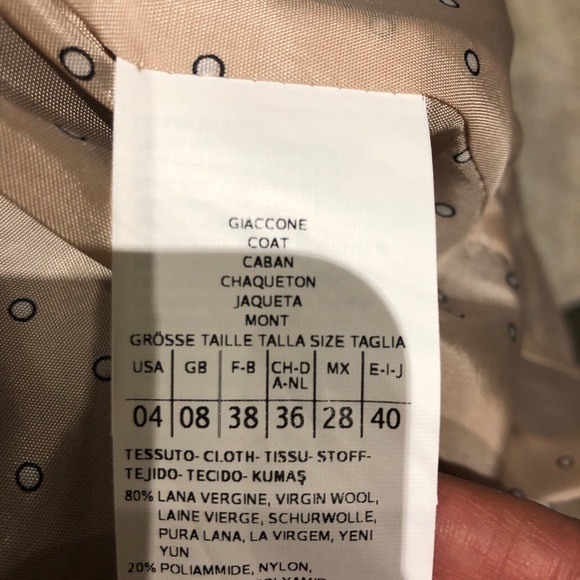 GIACCONE
COAT
CABAN
CHAQUETON
JAQUETA
MONT
GRÖSSE TAILLE TALLA SIZE TAGLIA
USA GB F-B CH-D A-NL MX E-I-J
04 08 38 36 28 40
TESSUTO- CLOTH- TISSU- STOFF-
TEJIDO- TECIDO- KUMAŞ
80% LANA VERGINE, VIRGIN WOOL,
LAINE VIERGE, SCHURWOLLE,
PURA LANA, LA VIRGEM, YENI
YUN
20% POLIAMMIDE, NYLON,